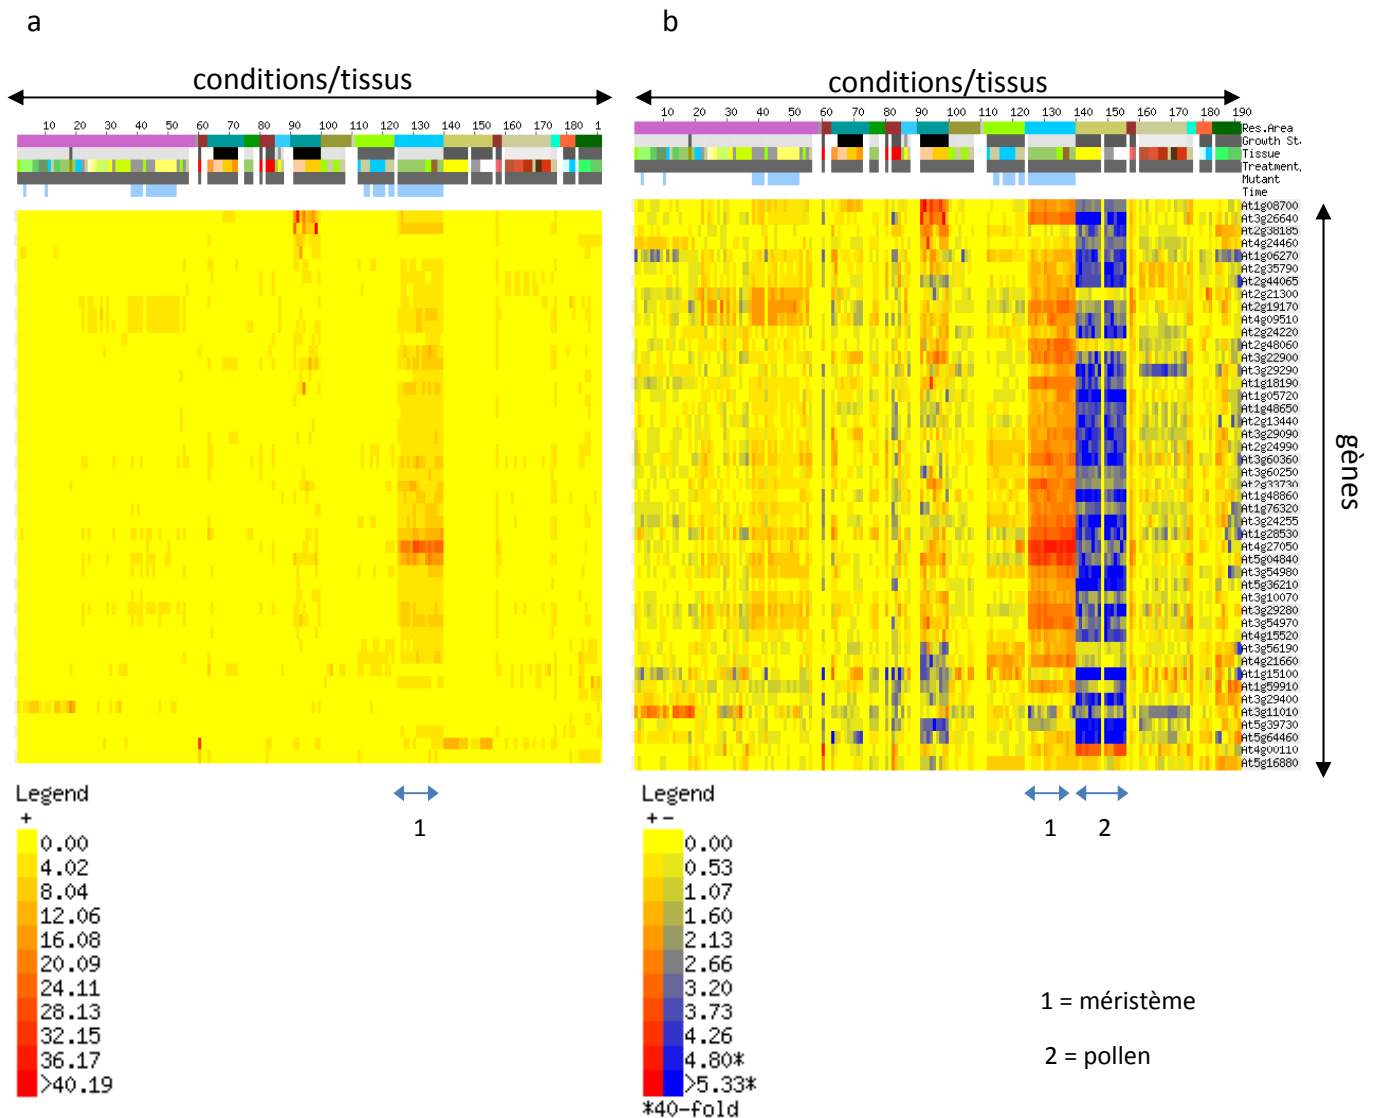 a
b
conditions/tissus
conditions/tissus
10 20 30 40 50 60 70 80 90 100 110 120 130 140 150 160 170 180 1
10 20 30 40 50 60 70 80 90 100 110 120 130 140 150 160 170 180 190
Res.Area
Growth St
Tissue
Treatment,
Mutant
Time
At1g08700
At3g26640
At2g38185
At4g24460
At1g06270
At2g35790
At2g44065
At2g21300
At2g19170
At4g09510
At2g24220
At2g48060
At3g22900
At3g29290
At1g18190
At1g05720
At1g48650
At2g13440
At3g29090
At2g24990
At3g60360
At3g60250
At2g33730
At1g48860
At1g76320
At3g24255
At1g28530
At4g27050
At5g04840
At3g54980
At5g36210
At3g10070
At3g29280
At3g54970
At4g15520
At3g56190
At4g21660
At1g15100
At1g59910
At3g29400
At3g11010
At5g39730
At5g64460
At4g00110
At5g16880
gènes
Legend
+
0.00
4.02
8.04
12.06
16.08
20.09
24.11
28.13
32.15
36.17
>40.19
1
Legend
+ -
0.00
0.53
1.07
1.60
2.13
2.66
3.20
3.73
4.26
4.80*
>5.33*
*40-fold
1
2
1 = méristème
2 = pollen